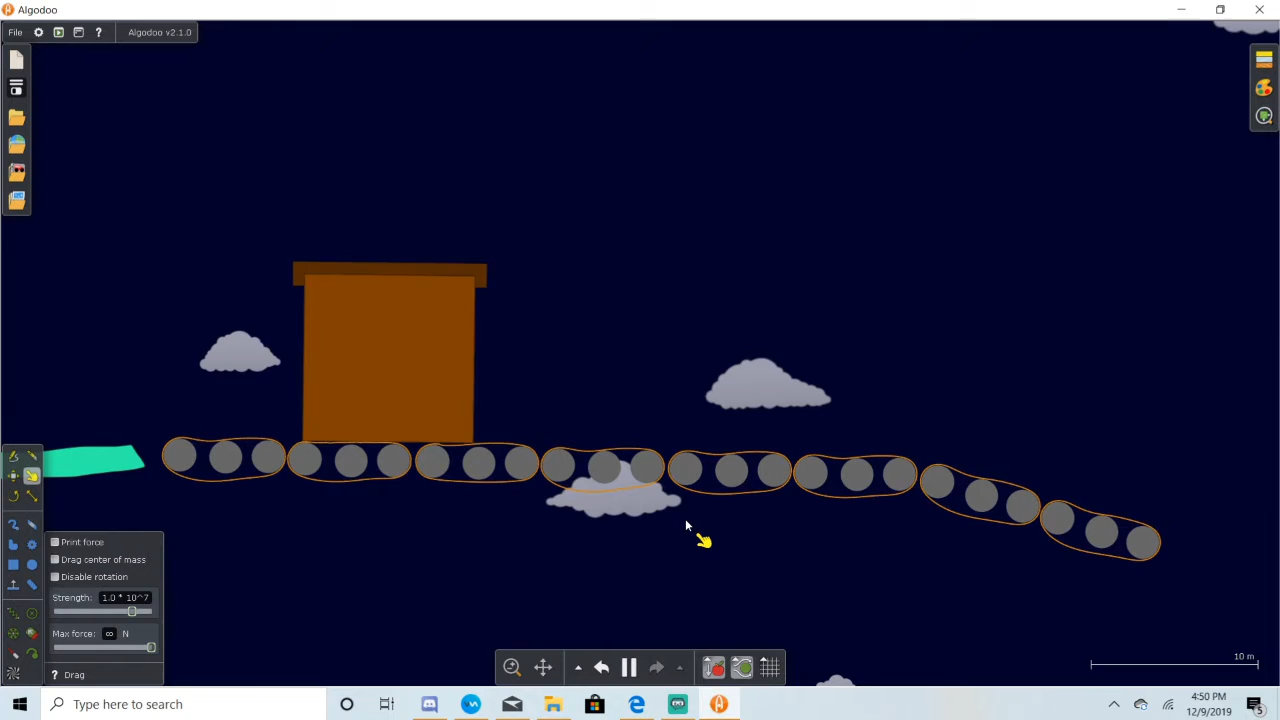 Algodoo
File
?
Algodoo v2.1.0
Print force
Drag center of mass
Disable rotation
Strength: 1.0 * 10^7
Max force: ∞ N
? Drag
10 m
Type here to search
4:50 PM
12/9/2019
5